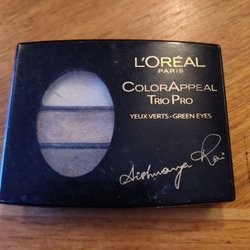 L'ORÉAL
PARIS
COLORAPPEAL
TRIO PRO
YEUX VERTS-GREEN EYES
Aishwarya Rai